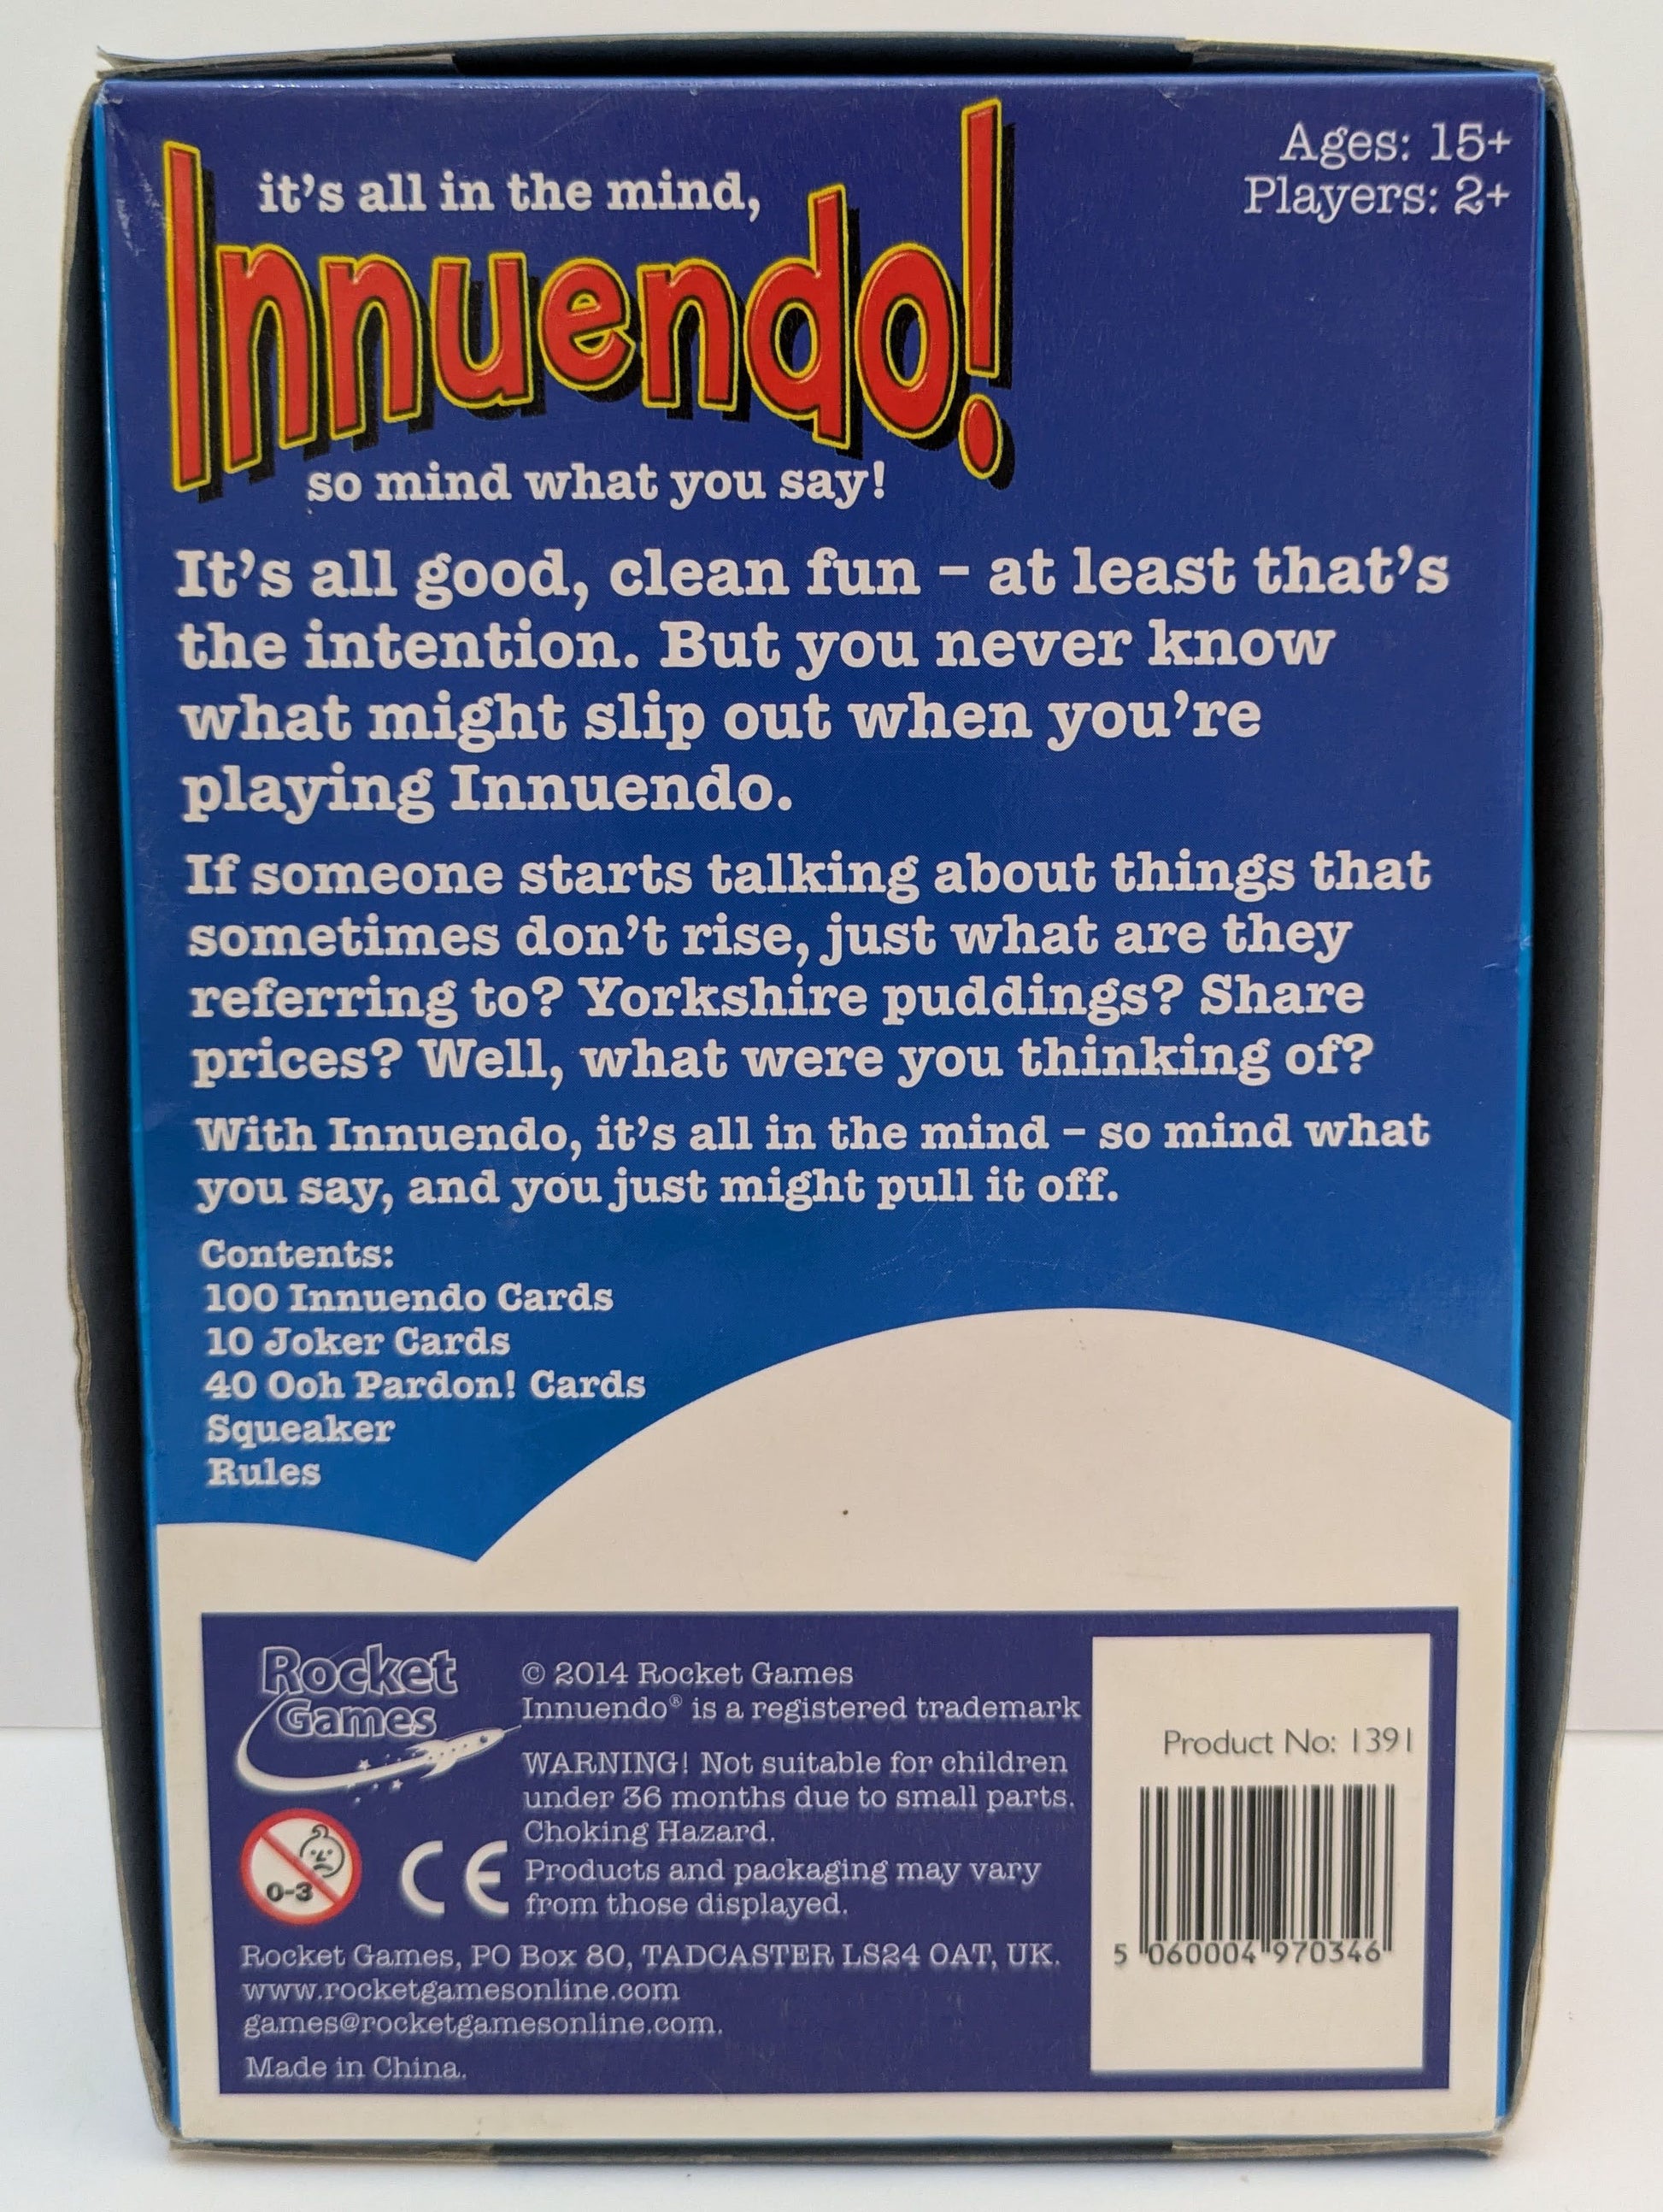 Ages: 15+
Players: 2+
it's all in the mind,
Innuendo!
so mind what you say!
It's all good, clean fun – at least that's
the intention. But you never know
what might slip out when you're
playing Innuendo.
If someone starts talking about things that
sometimes don't rise, just what are they
referring to? Yorkshire puddings? Share
prices? Well, what were you thinking of?
With Innuendo, it's all in the mind – so mind what
you say, and you just might pull it off.
Contents:
100 Innuendo Cards
10 Joker Cards
40 Ooh Pardon! Cards
Squeaker
Rules
Rocket
Games
© 2014 Rocket Games
Innuendo® is a registered trademark
WARNING! Not suitable for children
under 36 months due to small parts.
Choking Hazard.
Products and packaging may vary
from those displayed.
0-3
CE
Rocket Games, PO Box 80, TADCASTER LS24 0AT, UK.
www.rocketgamesonline.com
games@rocketgamesonline.com.
Made in China.
Product No: 1391
5 060004 970346